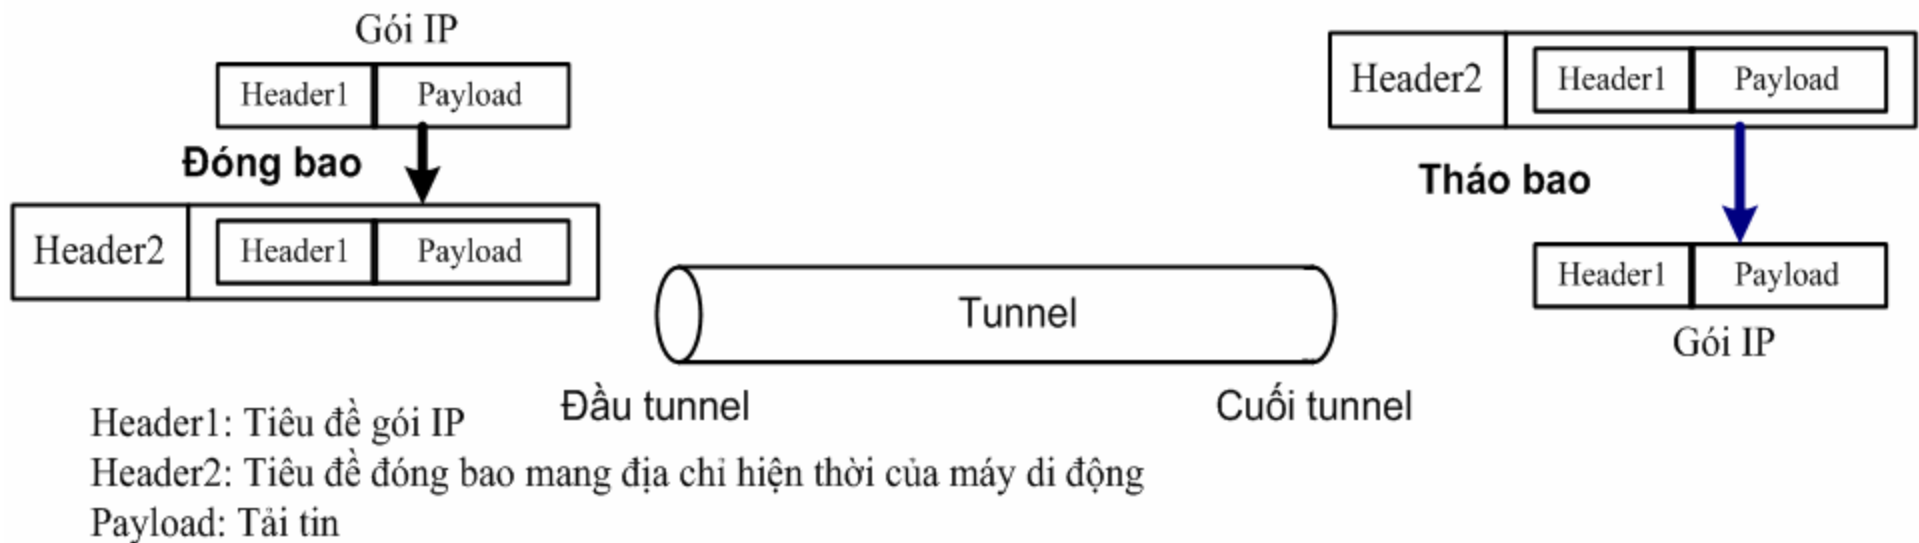 Gói IP
Header1 Payload
Đóng bao
Header2 Header1 Payload
Header2 Header1 Payload
Tháo bao
Header1 Payload
Gói IP
Tunnel
Đầu tunnel
Cuối tunnel
Header1: Tiêu đề gói IP
Header2: Tiêu đề đóng bao mang địa chỉ hiện thời của máy di động
Payload: Tải tin